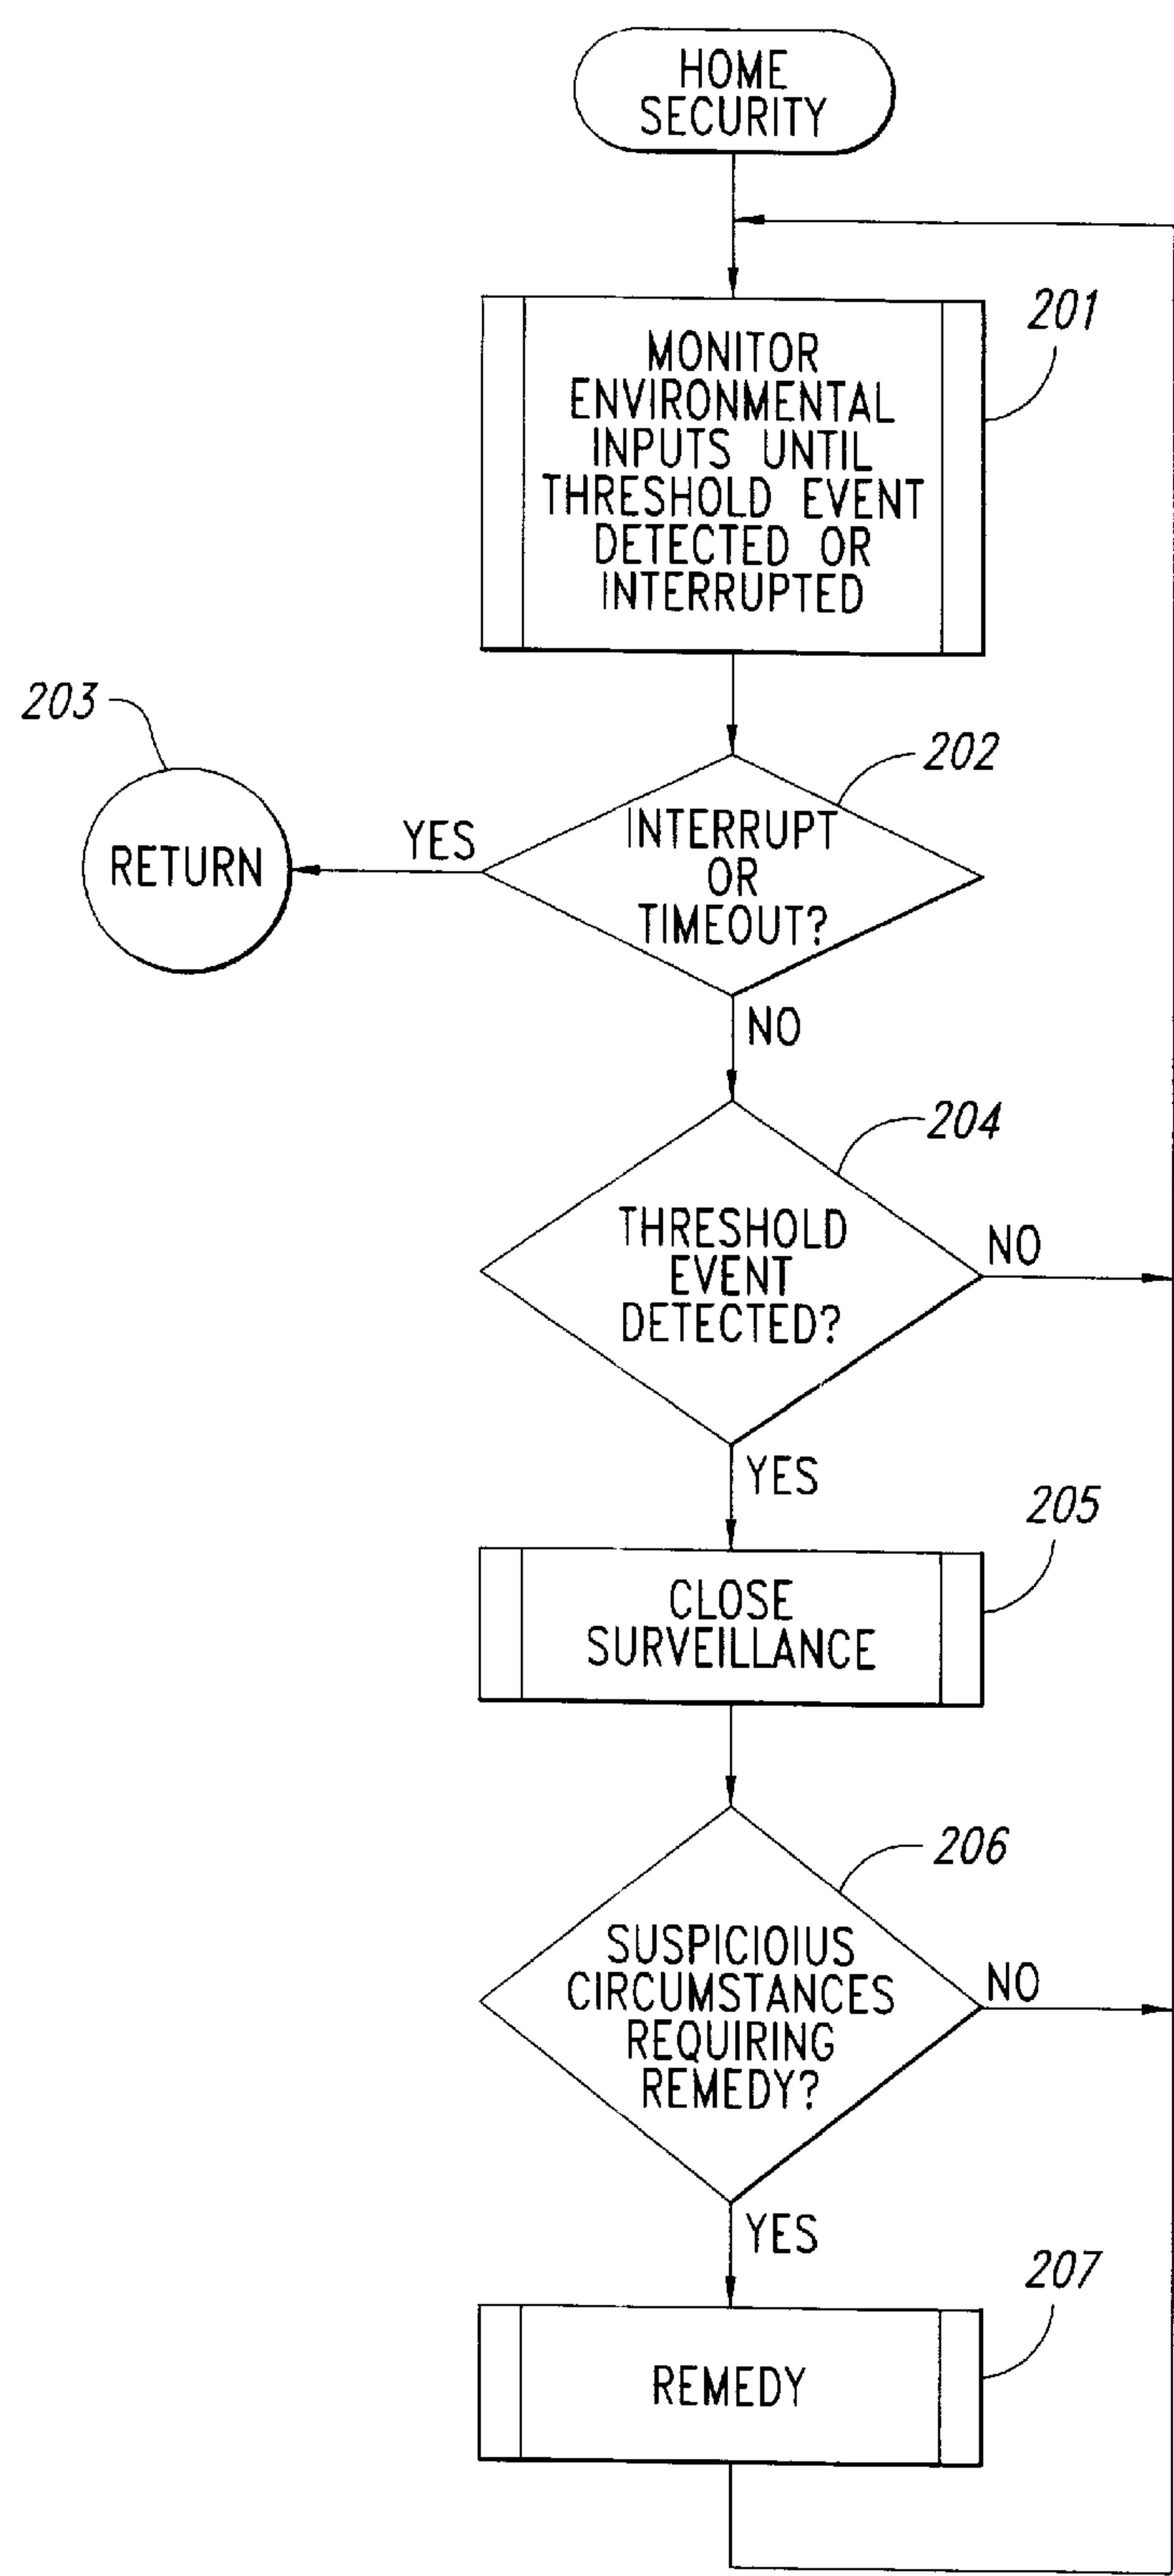 HOME
SECURITY
201
MONITOR
ENVIRONMENTAL
INPUTS UNTIL
THRESHOLD EVENT
DETECTED OR
INTERRUPTED
203
202
RETURN
YES
INTERRUPT
OR
TIMEOUT?
NO
204
THRESHOLD
EVENT
DETECTED?
NO
YES
205
CLOSE
SURVEILLANCE
206
SUSPICIOIUS
CIRCUMSTANCES
REQUIRING
REMEDY?
NO
YES
207
REMEDY